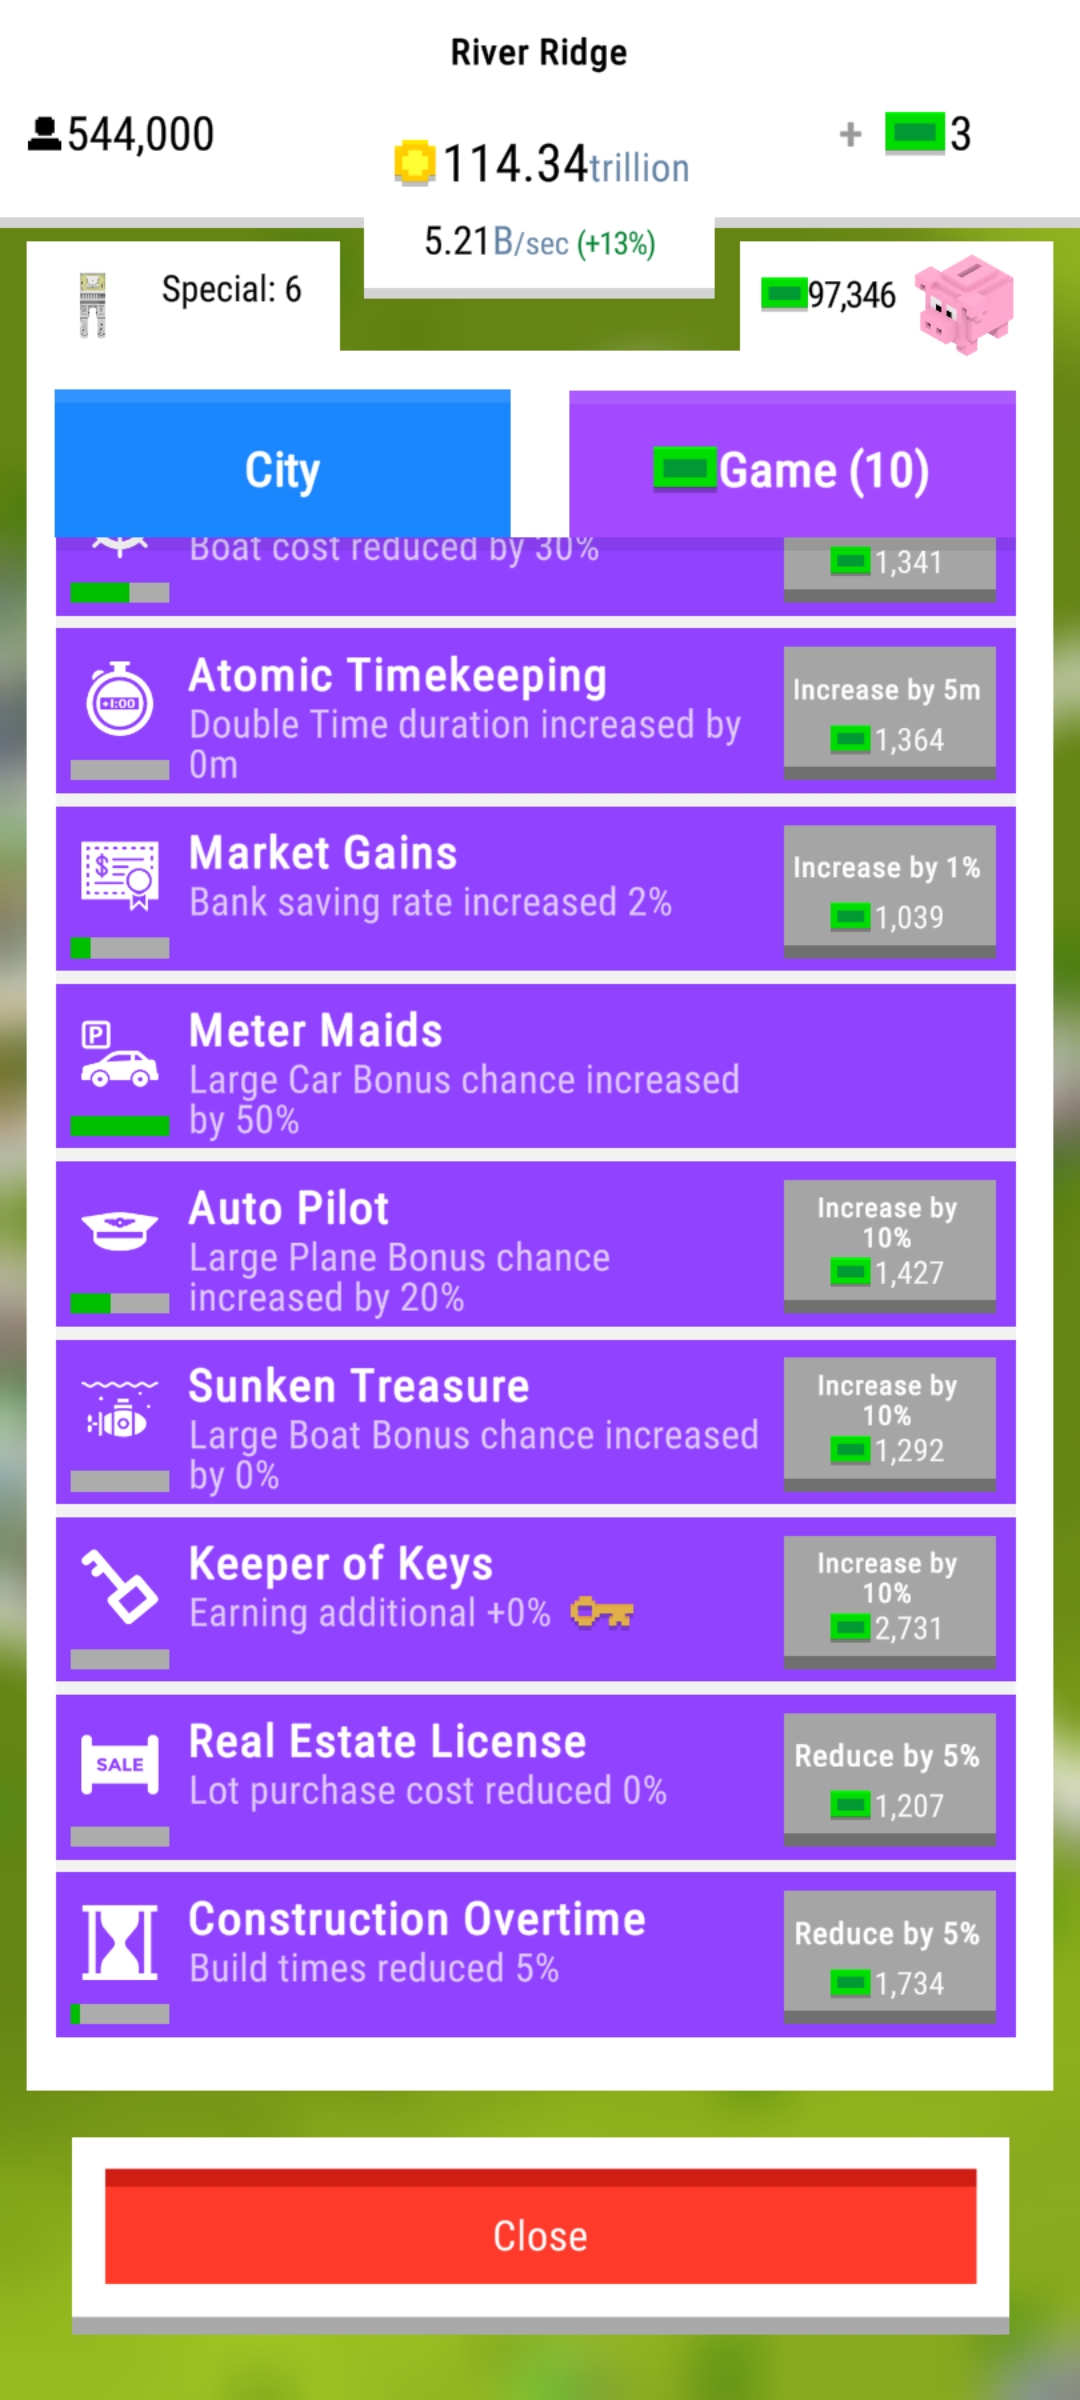 River Ridge
544,000
114.34trillion
+ 3
5.21B/sec (+13%)
Special: 6
97,346
City
Game (10)
Boat cost reduced by 30%
1,341
+1:00
Atomic Timekeeping
Double Time duration increased by
0m
Increase by 5m
1,364
$
Market Gains
Bank saving rate increased 2%
Increase by 1%
1,039
P
Meter Maids
Large Car Bonus chance increased
by 50%
Auto Pilot
Large Plane Bonus chance
increased by 20%
Increase by
10%
1,427
Sunken Treasure
Large Boat Bonus chance increased
by 0%
Increase by
10%
1,292
Keeper of Keys
Earning additional +0%
Increase by
10%
2,731
SALE
Real Estate License
Lot purchase cost reduced 0%
Reduce by 5%
1,207
Construction Overtime
Build times reduced 5%
Reduce by 5%
1,734
Close